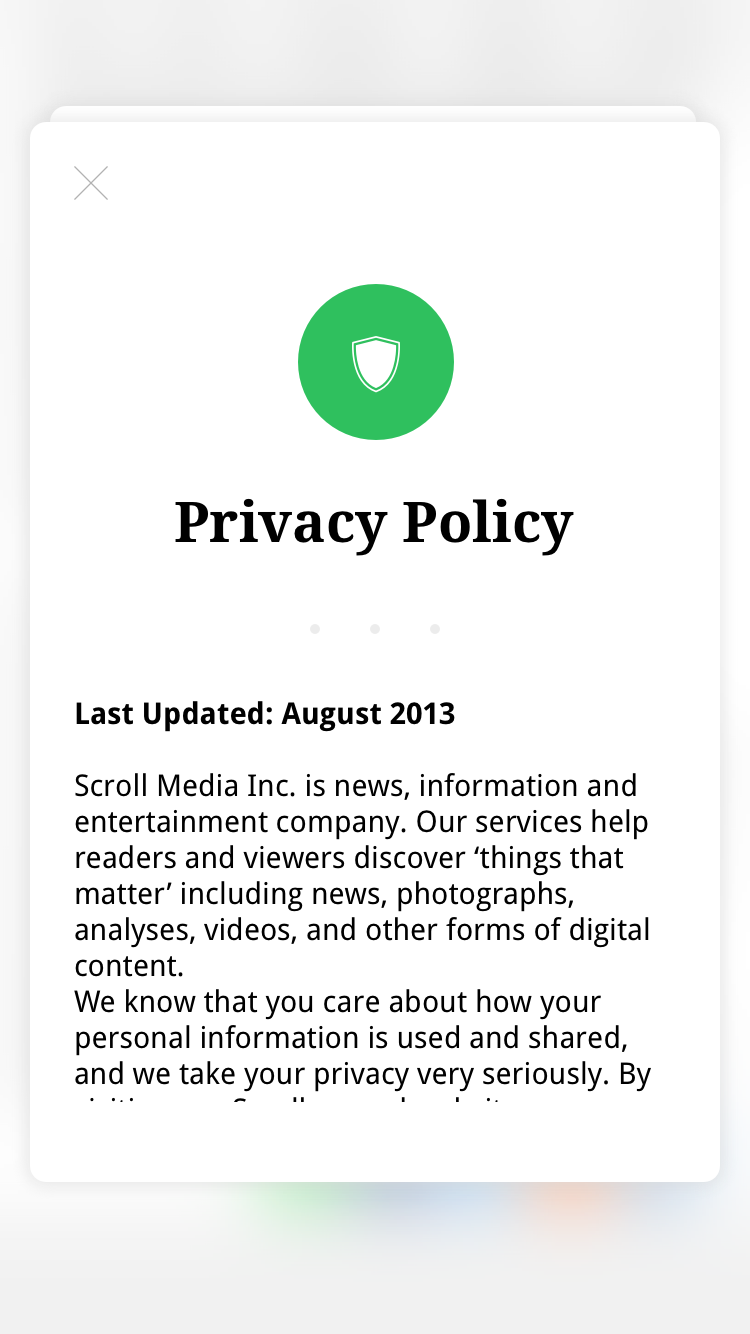 Privacy Policy
Last Updated: August 2013
Scroll Media Inc. is news, information and
entertainment company. Our services help
readers and viewers discover ‘things that
matter’ including news, photographs,
analyses, videos, and other forms of digital
content.
We know that you care about how your
personal information is used and shared,
and we take your privacy very seriously. By